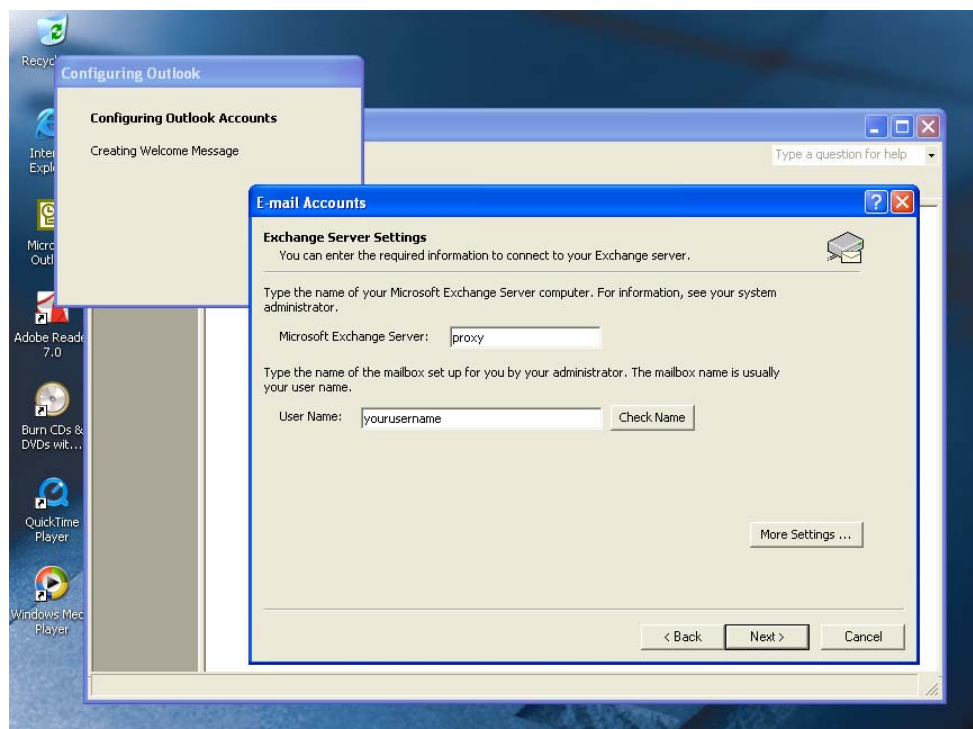 Recyc
Configuring Outlook
Configuring Outlook Accounts
Creating Welcome Message
Inter
Explo
Type a question for help
E-mail Accounts
Exchange Server Settings
You can enter the required information to connect to your Exchange server.
Micro
Outl
Type the name of your Microsoft Exchange Server computer. For information, see your system
administrator.
Microsoft Exchange Server: proxy
Adobe Reade
7.0
Type the name of the mailbox set up for you by your administrator. The mailbox name is usually
your user name.
User Name: yourusername Check Name
Burn CDs &
DVDs wit...
QuickTime
Player
More Settings ...
Windows Mec
Player
< Back Next > Cancel